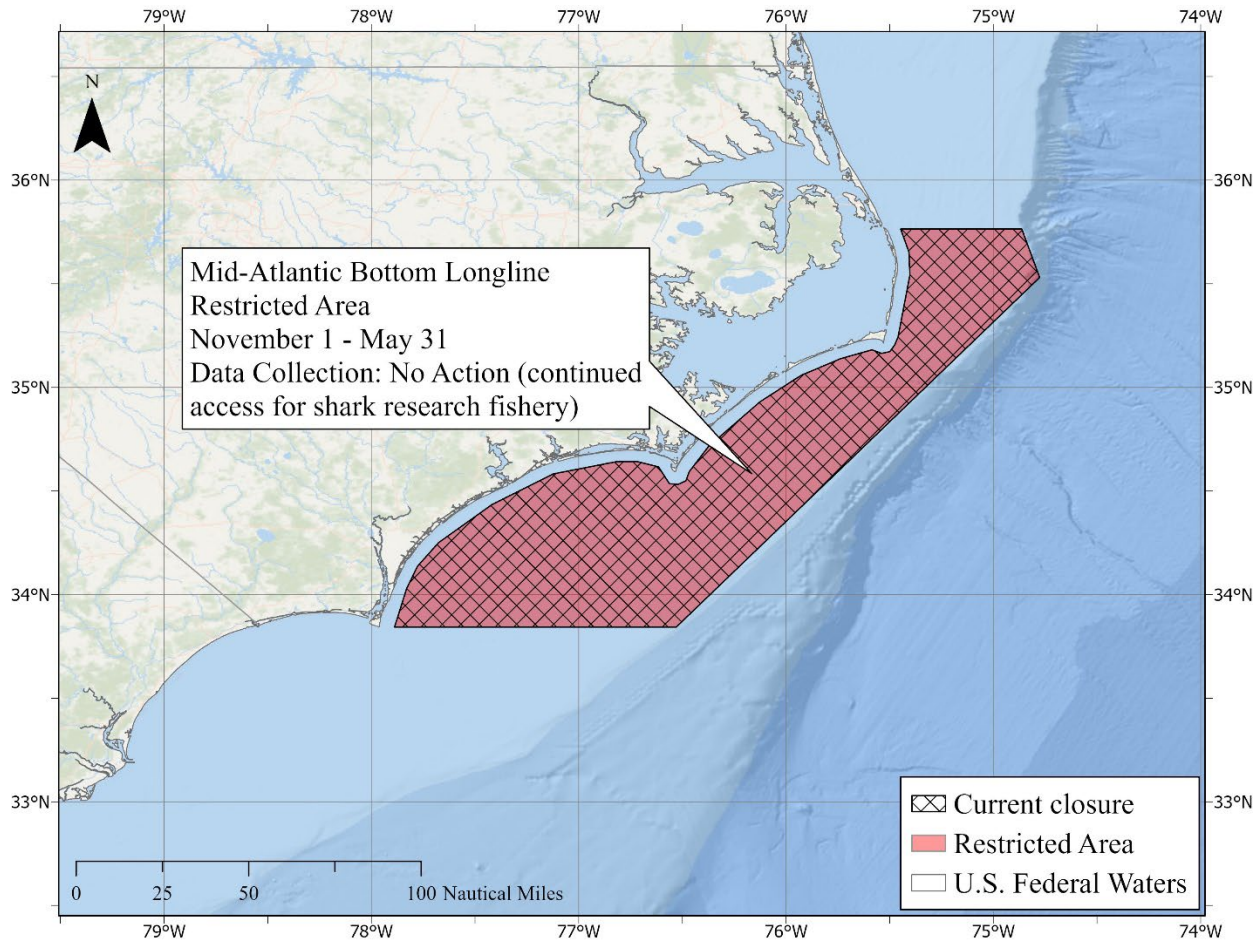 79°W
78°W
77°W
76°W
75°W
74°W
N
36°N
36°N
Mid-Atlantic Bottom Longline
Restricted Area
November 1 - May 31
Data Collection: No Action (continued
access for shark research fishery)
35°N
35°N
34°N
34°N
33°N
33°N
Current closure
Restricted Area
U.S. Federal Waters
0 25 50 100 Nautical Miles
79°W
78°W
77°W
76°W
75°W
74°W